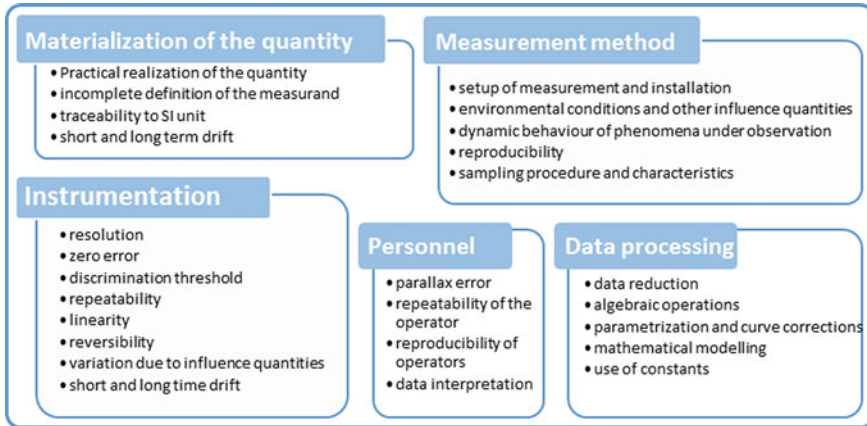 Materialization of the quantity
• Practical realization of the quantity
• incomplete definition of the measurand
• traceability to SI unit
• short and long term drift
Measurement method
• setup of measurement and installation
• environmental conditions and other influence quantities
• dynamic behaviour of phenomena under observation
• reproducibility
• sampling procedure and characteristics
Instrumentation
• resolution
• zero error
• discrimination threshold
• repeatability
• linearity
• reversibility
• variation due to influence quantities
• short and long time drift
Personnel
• parallax error
• repeatability of the
operator
• reproducibility of
operators
• data interpretation
Data processing
• data reduction
• algebraic operations
• parametrization and curve corrections
• mathematical modelling
• use of constants